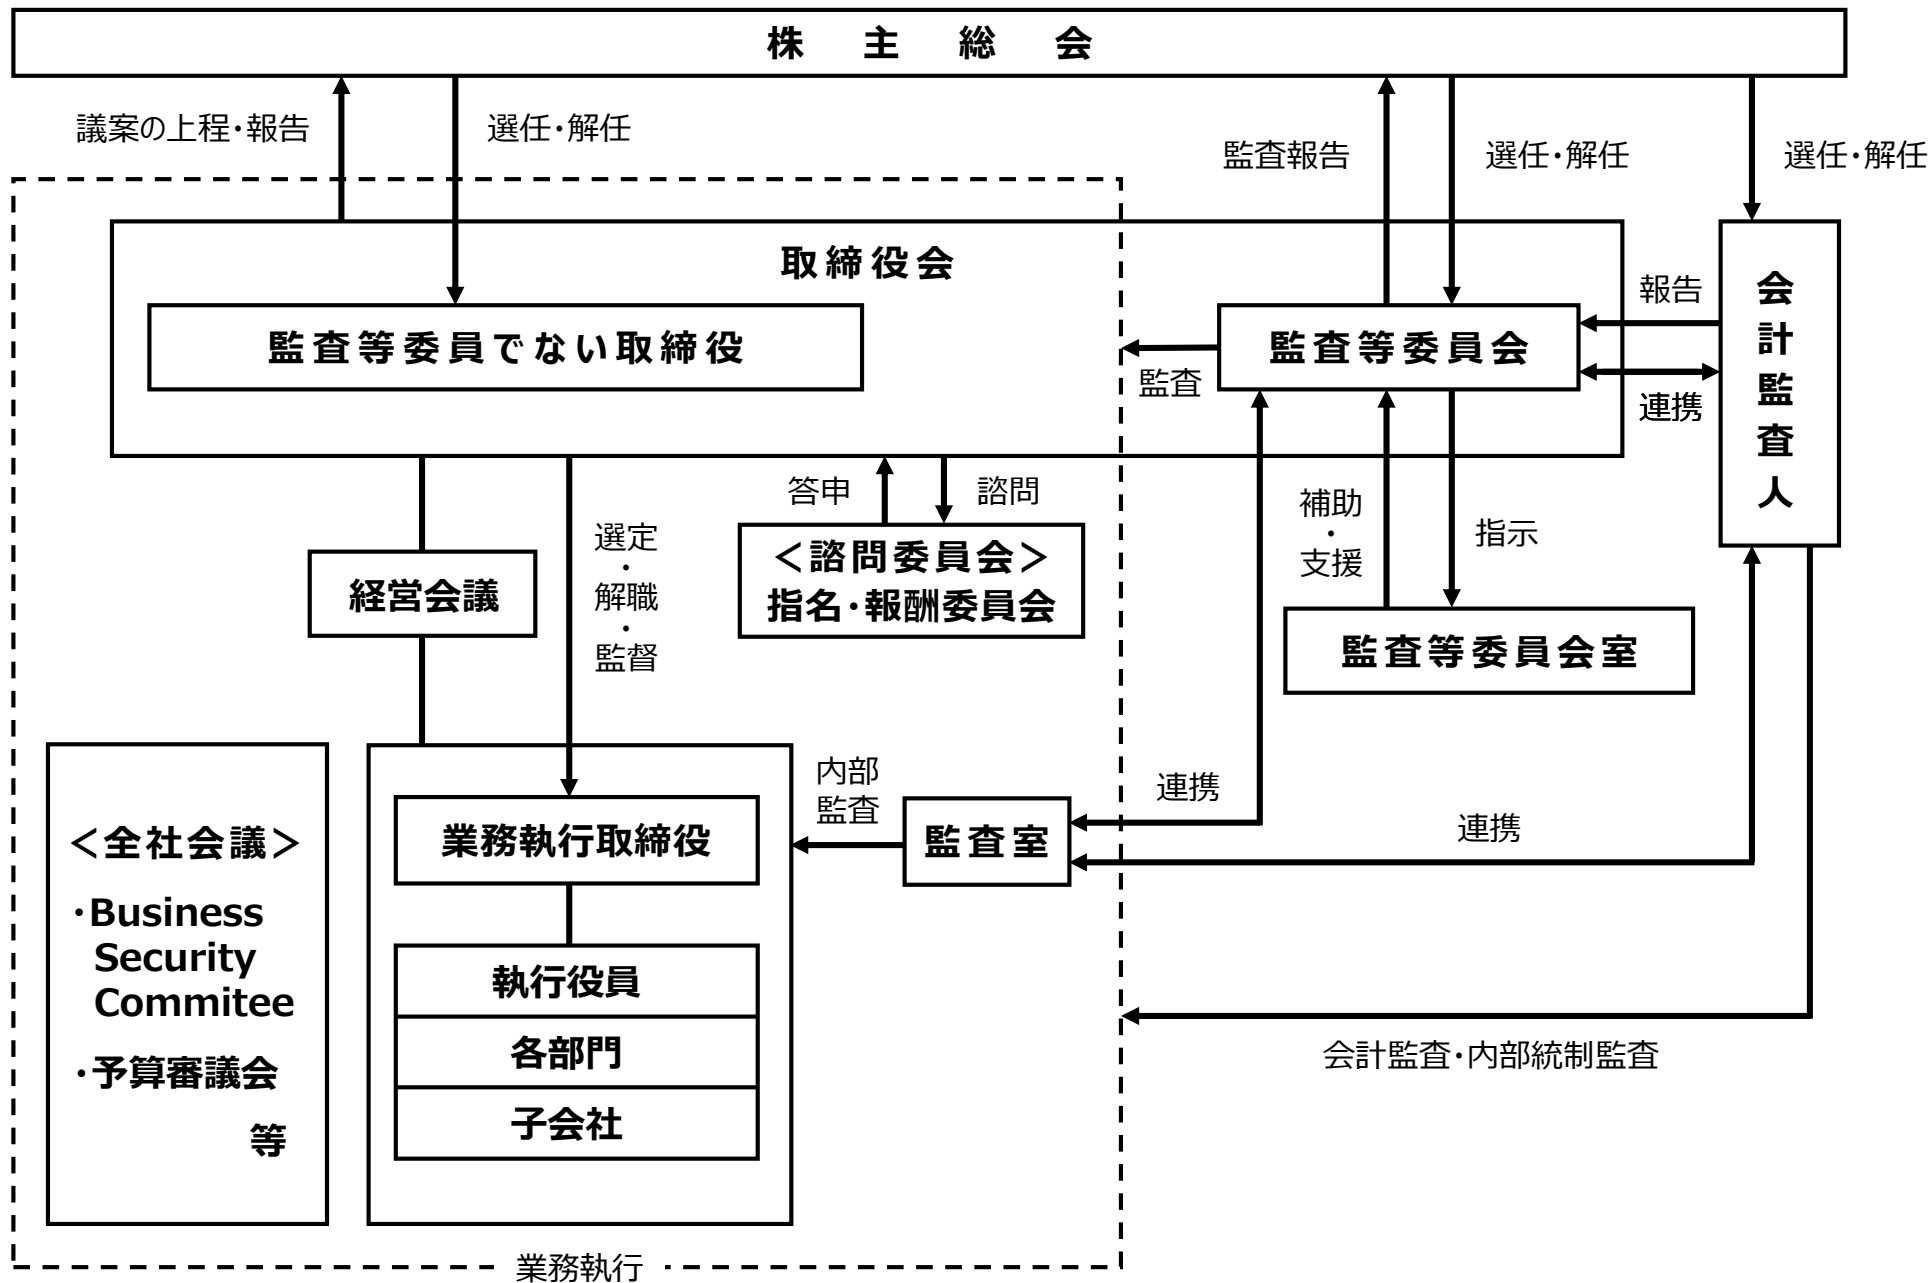 株主総会
議案の上程・報告
選任・解任
監査報告
選任・解任
選任・解任
取締役会
監査等委員でない取締役
監査等委員会
監査
報告
連携
会計監査人
答申
諮問
選定
・
解職
・
監督
補助
・
支援
指示
経営会議
＜諮問委員会＞
指名・報酬委員会
監査等委員会室
＜全社会議＞
・Business
Security
Commitee
・予算審議会
等
業務執行取締役
執行役員
各部門
子会社
内部
監査
監査室
連携
連携
会計監査・内部統制監査
業務執行